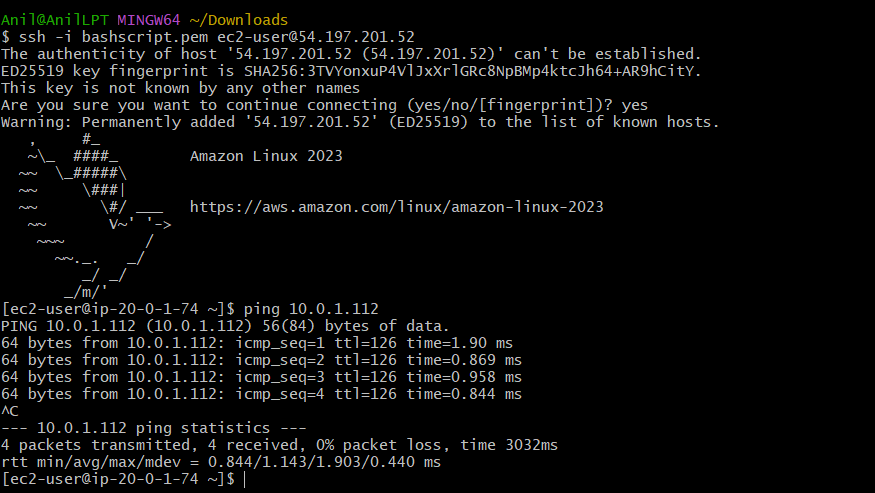 Anil@AnilLPT MINGW64 ~/Downloads
$ ssh -i bashscript.pem ec2-user@54.197.201.52
The authenticity of host '54.197.201.52 (54.197.201.52)' can't be established.
ED25519 key fingerprint is SHA256:3TVYonxuP4VlJxXrlGRc8NpBMp4ktcJh64+AR9hCitY.
This key is not known by any other names
Are you sure you want to continue connecting (yes/no/[fingerprint])? yes
Warning: Permanently added '54.197.201.52' (ED25519) to the list of known hosts.
   ,     #_
   ~\_  ####_        Amazon Linux 2023
  ~~  \_#####\
  ~~     \###|
  ~~       \#/ ___   https://aws.amazon.com/linux/amazon-linux-2023
   ~~       V~' '->
    ~~~         /
      ~~._.   _/
         _/ _/
       _/m/'
[ec2-user@ip-20-0-1-74 ~]$ ping 10.0.1.112
PING 10.0.1.112 (10.0.1.112) 56(84) bytes of data.
64 bytes from 10.0.1.112: icmp_seq=1 ttl=126 time=1.90 ms
64 bytes from 10.0.1.112: icmp_seq=2 ttl=126 time=0.869 ms
64 bytes from 10.0.1.112: icmp_seq=3 ttl=126 time=0.958 ms
64 bytes from 10.0.1.112: icmp_seq=4 ttl=126 time=0.844 ms
^C
--- 10.0.1.112 ping statistics ---
4 packets transmitted, 4 received, 0% packet loss, time 3032ms
rtt min/avg/max/mdev = 0.844/1.143/1.903/0.440 ms
[ec2-user@ip-20-0-1-74 ~]$